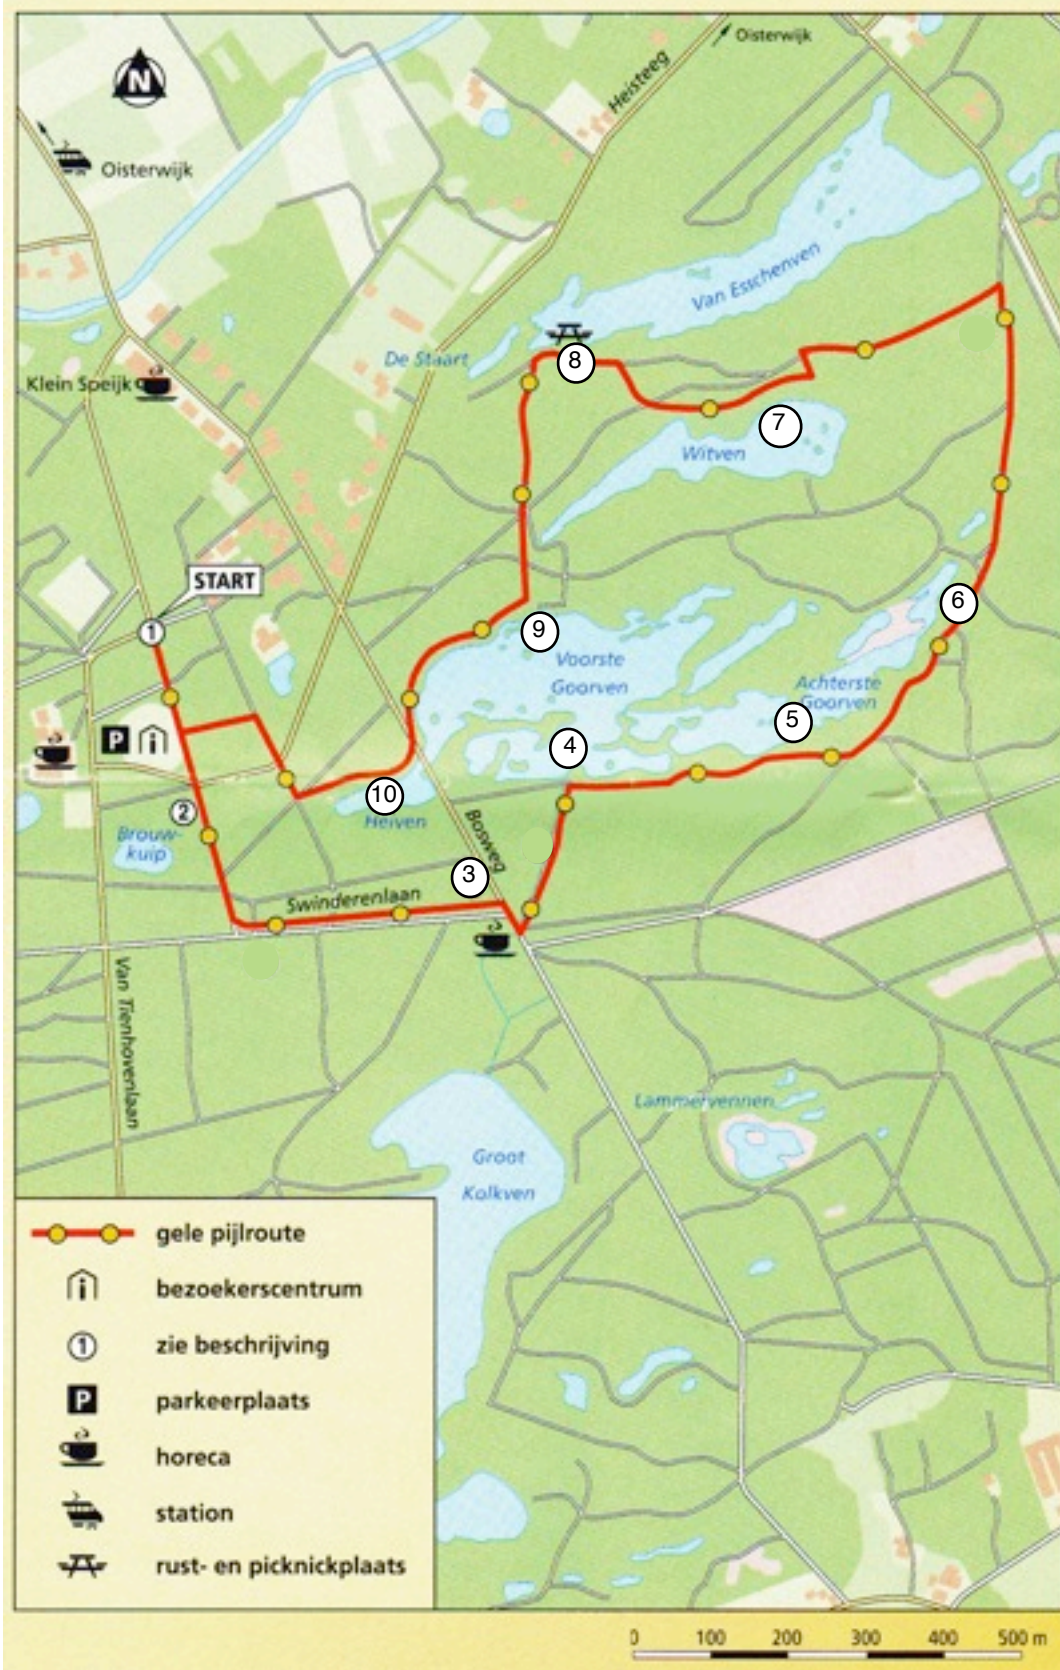 N
Oisterwijk
Heisteeg
Oisterwijk
Van Esschenven
De Staart
8
Klein Speijk
7
Witven
START
1
6
9
Voorste
Goorven
Achterste
Goorven
5
P
i
4
10
Heiven
2
Brouw-
kuip
Bosweg
3
Swinderenlaan
Van Tienhovenlaan
Lammervennen
Groot
Kolkven
gele pijlroute
i
bezoekerscentrum
1
zie beschrijving
P
parkeerplaats
horeca
station
rust- en picknickplaats
0 100 200 300 400 500 m